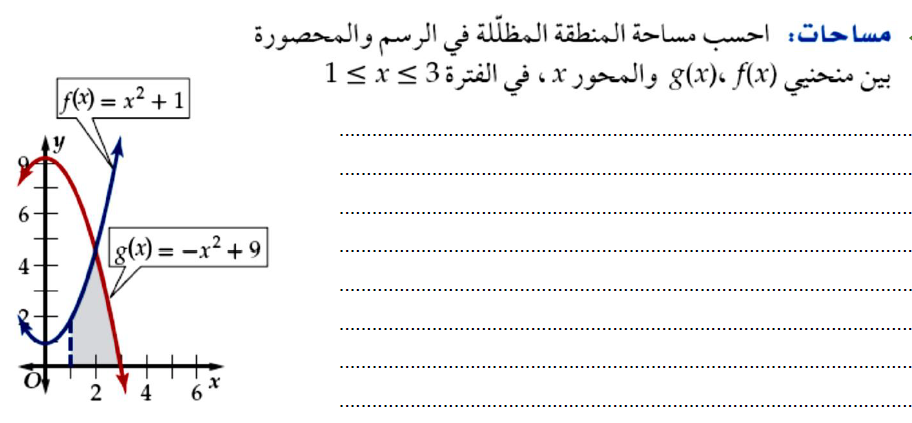 مساحات: احسب مساحة المنطقة المظلّلة في الرسم والمحصورة
بين منحنيي f(x)، g(x) والمحور x، في الفترة 1 ≤ x ≤ 3
f(x) = x² + 1
y
9
6
g(x) = −x² + 9
4
2
O
2
4
6
x